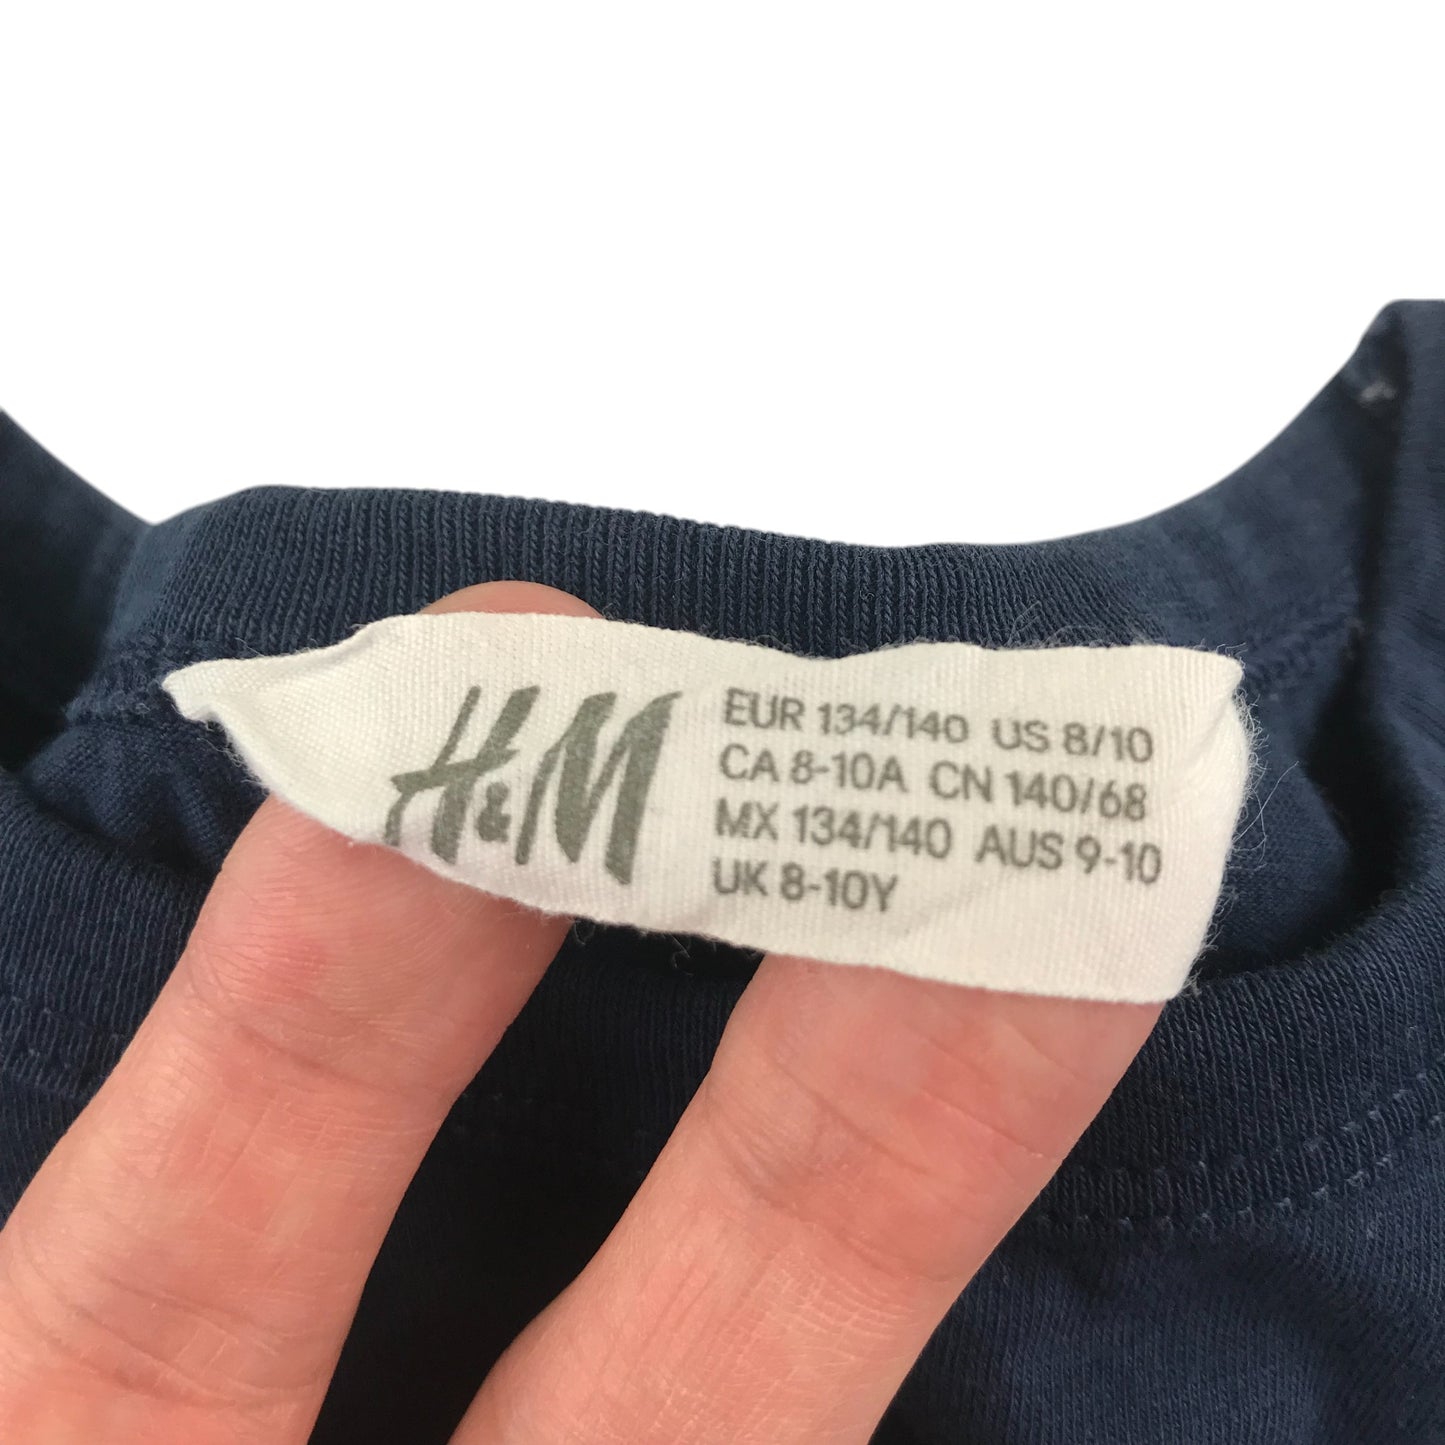 H&M
EUR 134/140 US 8/10
CA 8-10A CN 140/68
MX 134/140 AUS 9-10
UK 8-10Y